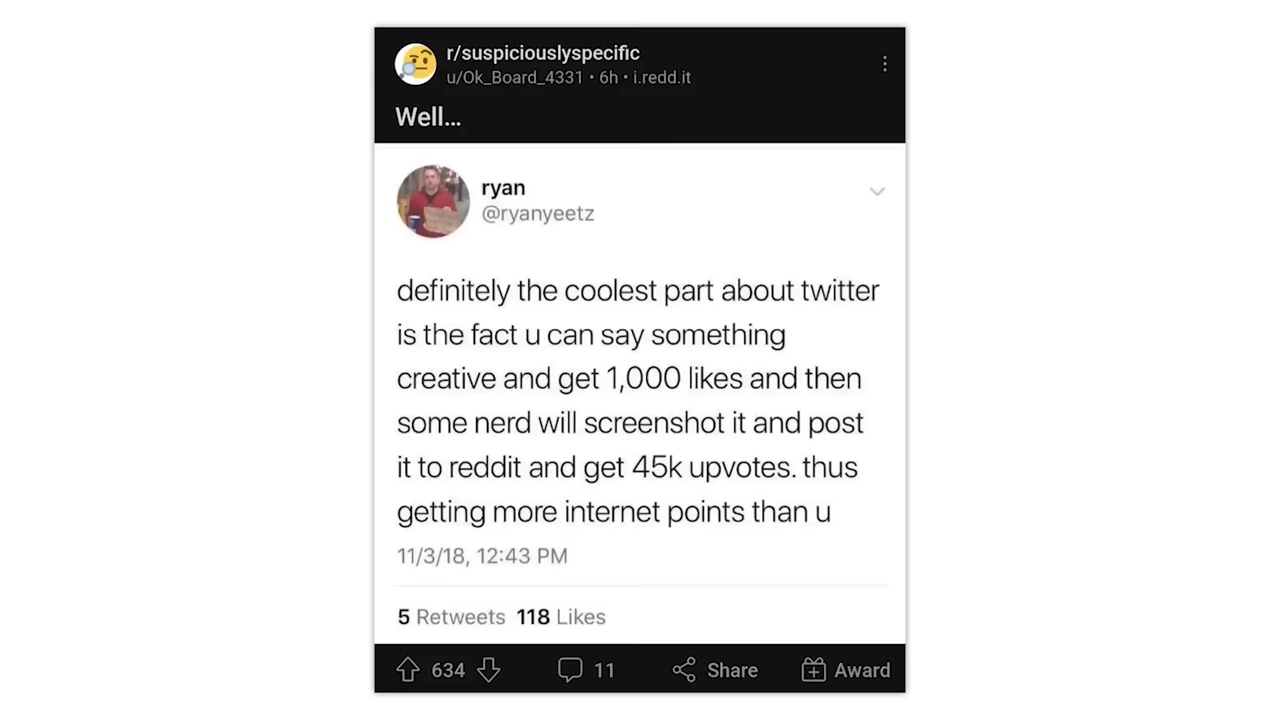 r/suspiciouslyspecific
u/Ok_Board_4331 • 6h • i.redd.it
Well...
ryan
@ryanyeetz
definitely the coolest part about twitter
is the fact u can say something
creative and get 1,000 likes and then
some nerd will screenshot it and post
it to reddit and get 45k upvotes. thus
getting more internet points than u
11/3/18, 12:43 PM
5 Retweets 118 Likes
634 11 Share Award